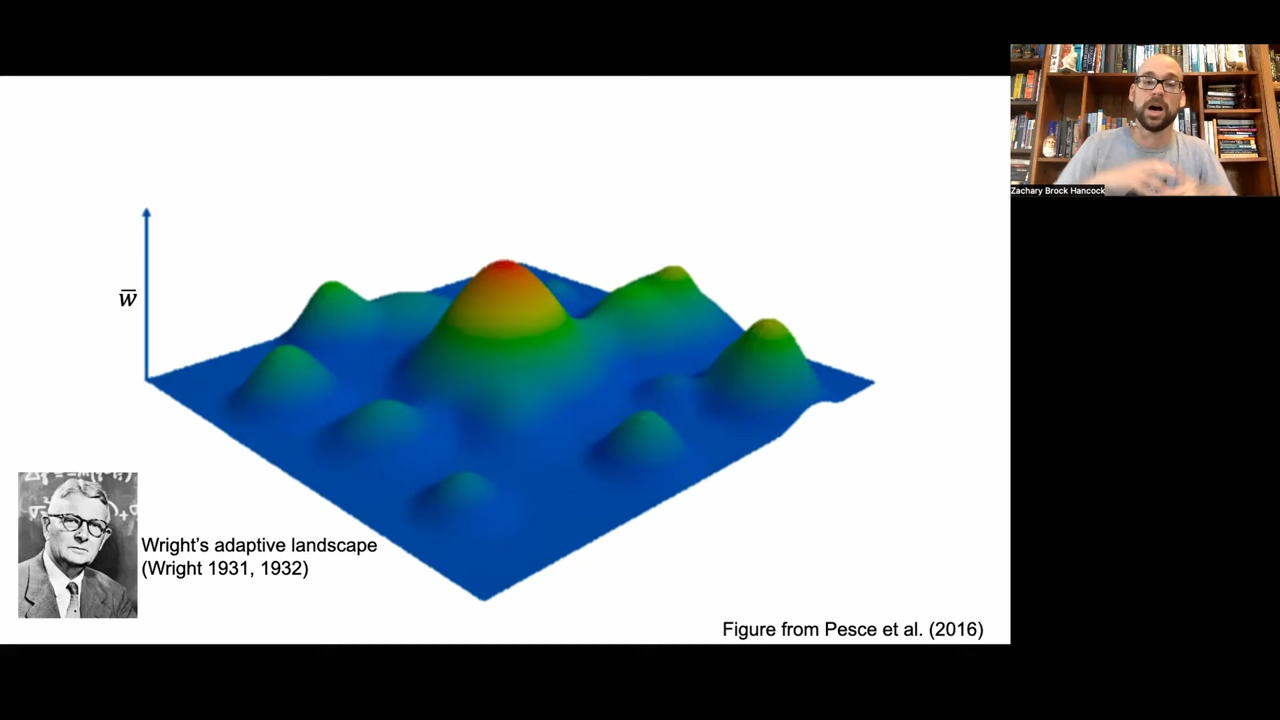 Zachary Brock Hancock
w̅
Wright's adaptive landscape
(Wright 1931, 1932)
Figure from Pesce et al. (2016)